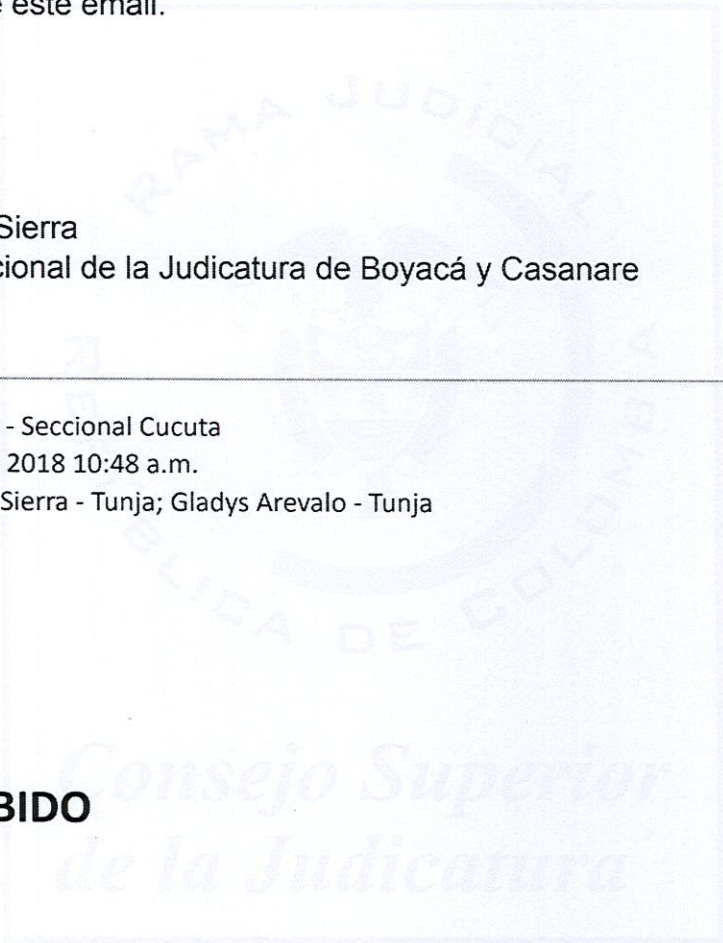 este email.
RAMA JUDICIAL
Sierra
cional de la Judicatura de Boyacá y Casanare
REPÚBLICA DE COLOMBIA
- Seccional Cucuta
2018 10:48 a.m.
Sierra - Tunja; Gladys Arevalo - Tunja
Consejo Superior
BIDO
de la Judicatura